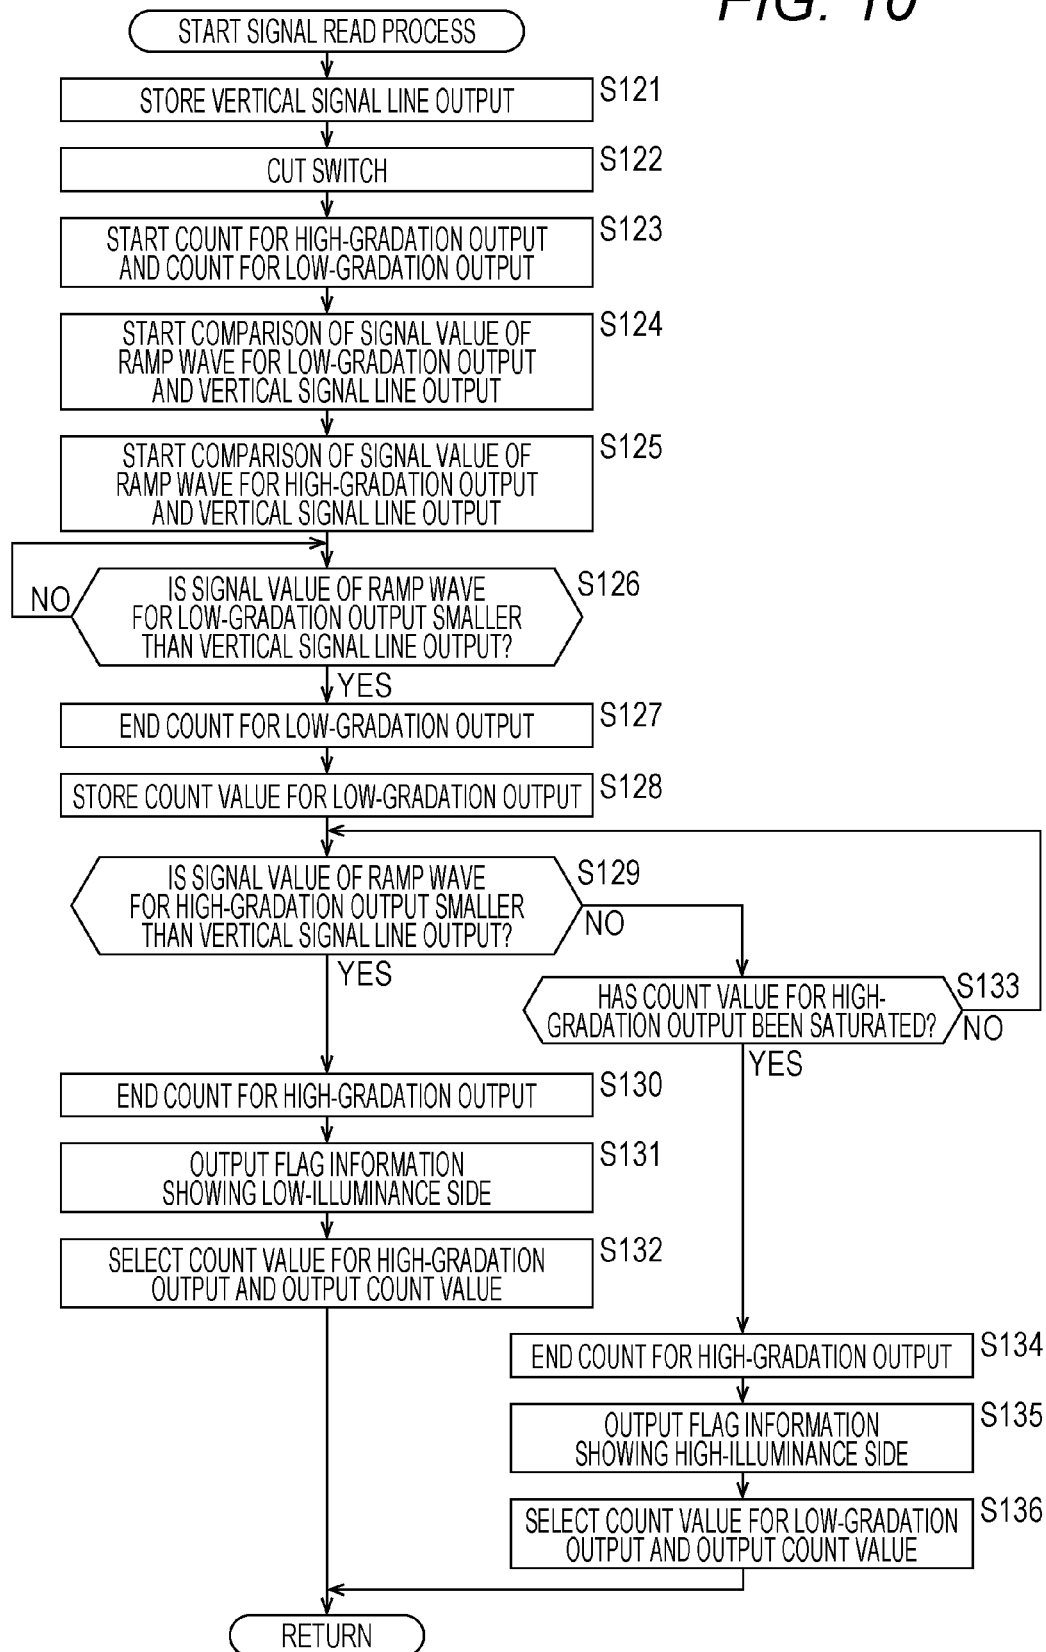 FIG. 10
START SIGNAL READ PROCESS
STORE VERTICAL SIGNAL LINE OUTPUT
S121
CUT SWITCH
S122
START COUNT FOR HIGH-GRADATION OUTPUT
AND COUNT FOR LOW-GRADATION OUTPUT
S123
START COMPARISON OF SIGNAL VALUE OF
RAMP WAVE FOR LOW-GRADATION OUTPUT
AND VERTICAL SIGNAL LINE OUTPUT
S124
START COMPARISON OF SIGNAL VALUE OF
RAMP WAVE FOR HIGH-GRADATION OUTPUT
AND VERTICAL SIGNAL LINE OUTPUT
S125
IS SIGNAL VALUE OF RAMP WAVE
FOR LOW-GRADATION OUTPUT SMALLER
THAN VERTICAL SIGNAL LINE OUTPUT?
S126
NO
YES
END COUNT FOR LOW-GRADATION OUTPUT
S127
STORE COUNT VALUE FOR LOW-GRADATION OUTPUT
S128
IS SIGNAL VALUE OF RAMP WAVE
FOR HIGH-GRADATION OUTPUT SMALLER
THAN VERTICAL SIGNAL LINE OUTPUT?
S129
NO
YES
HAS COUNT VALUE FOR HIGH-
GRADATION OUTPUT BEEN SATURATED?
S133
NO
YES
END COUNT FOR HIGH-GRADATION OUTPUT
S130
OUTPUT FLAG INFORMATION
SHOWING LOW-ILLUMINANCE SIDE
S131
SELECT COUNT VALUE FOR HIGH-GRADATION
OUTPUT AND OUTPUT COUNT VALUE
S132
END COUNT FOR HIGH-GRADATION OUTPUT
S134
OUTPUT FLAG INFORMATION
SHOWING HIGH-ILLUMINANCE SIDE
S135
SELECT COUNT VALUE FOR LOW-GRADATION
OUTPUT AND OUTPUT COUNT VALUE
S136
RETURN